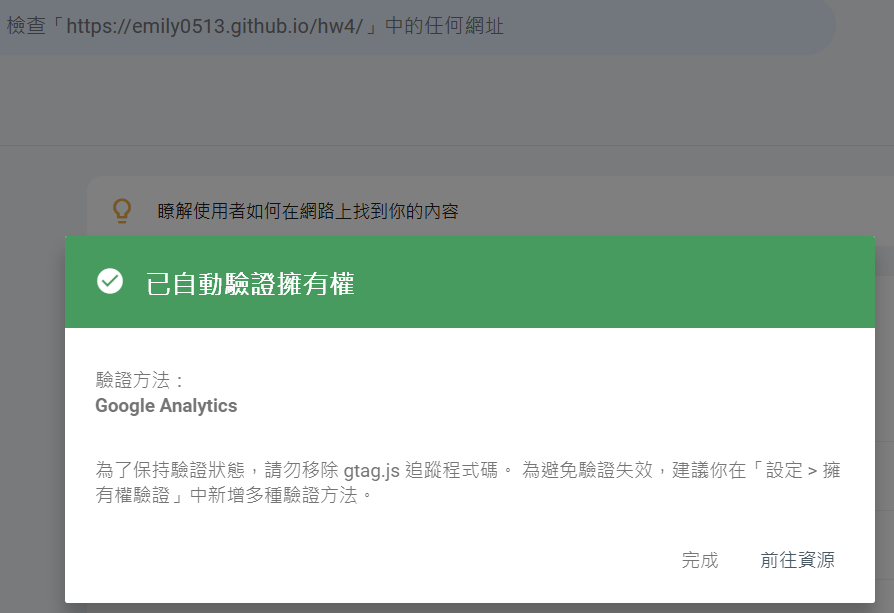 檢查「https://emily0513.github.io/hw4/」中的任何網址
瞭解使用者如何在網路上找到你的內容
已自動驗證擁有權
驗證方法：
Google Analytics
為了保持驗證狀態，請勿移除 gtag.js 追蹤程式碼。 為避免驗證失效，建議你在「設定 > 擁
有權驗證」中新增多種驗證方法。
完成 前往資源